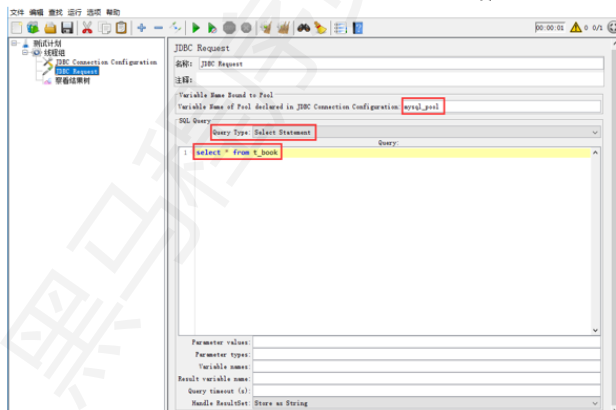 文件 编辑 查找 运行 选项 帮助
00:00:01 0 0/1
测试计划
线程组
JDBC Connection Configuration
JDBC Request
察看结果树
JDBC Request
名称: JDBC Request
注释:
Variable Name Bound to Pool
Variable Name of Pool declared in JDBC Connection Configuration: mysql_pool
SQL Query
Query Type: Select Statement
Query:
1 select * from t_book
Parameter values:
Parameter types:
Variable names:
Result variable name:
Query timeout (s):
Handle ResultSet: Store as String
黑马程序